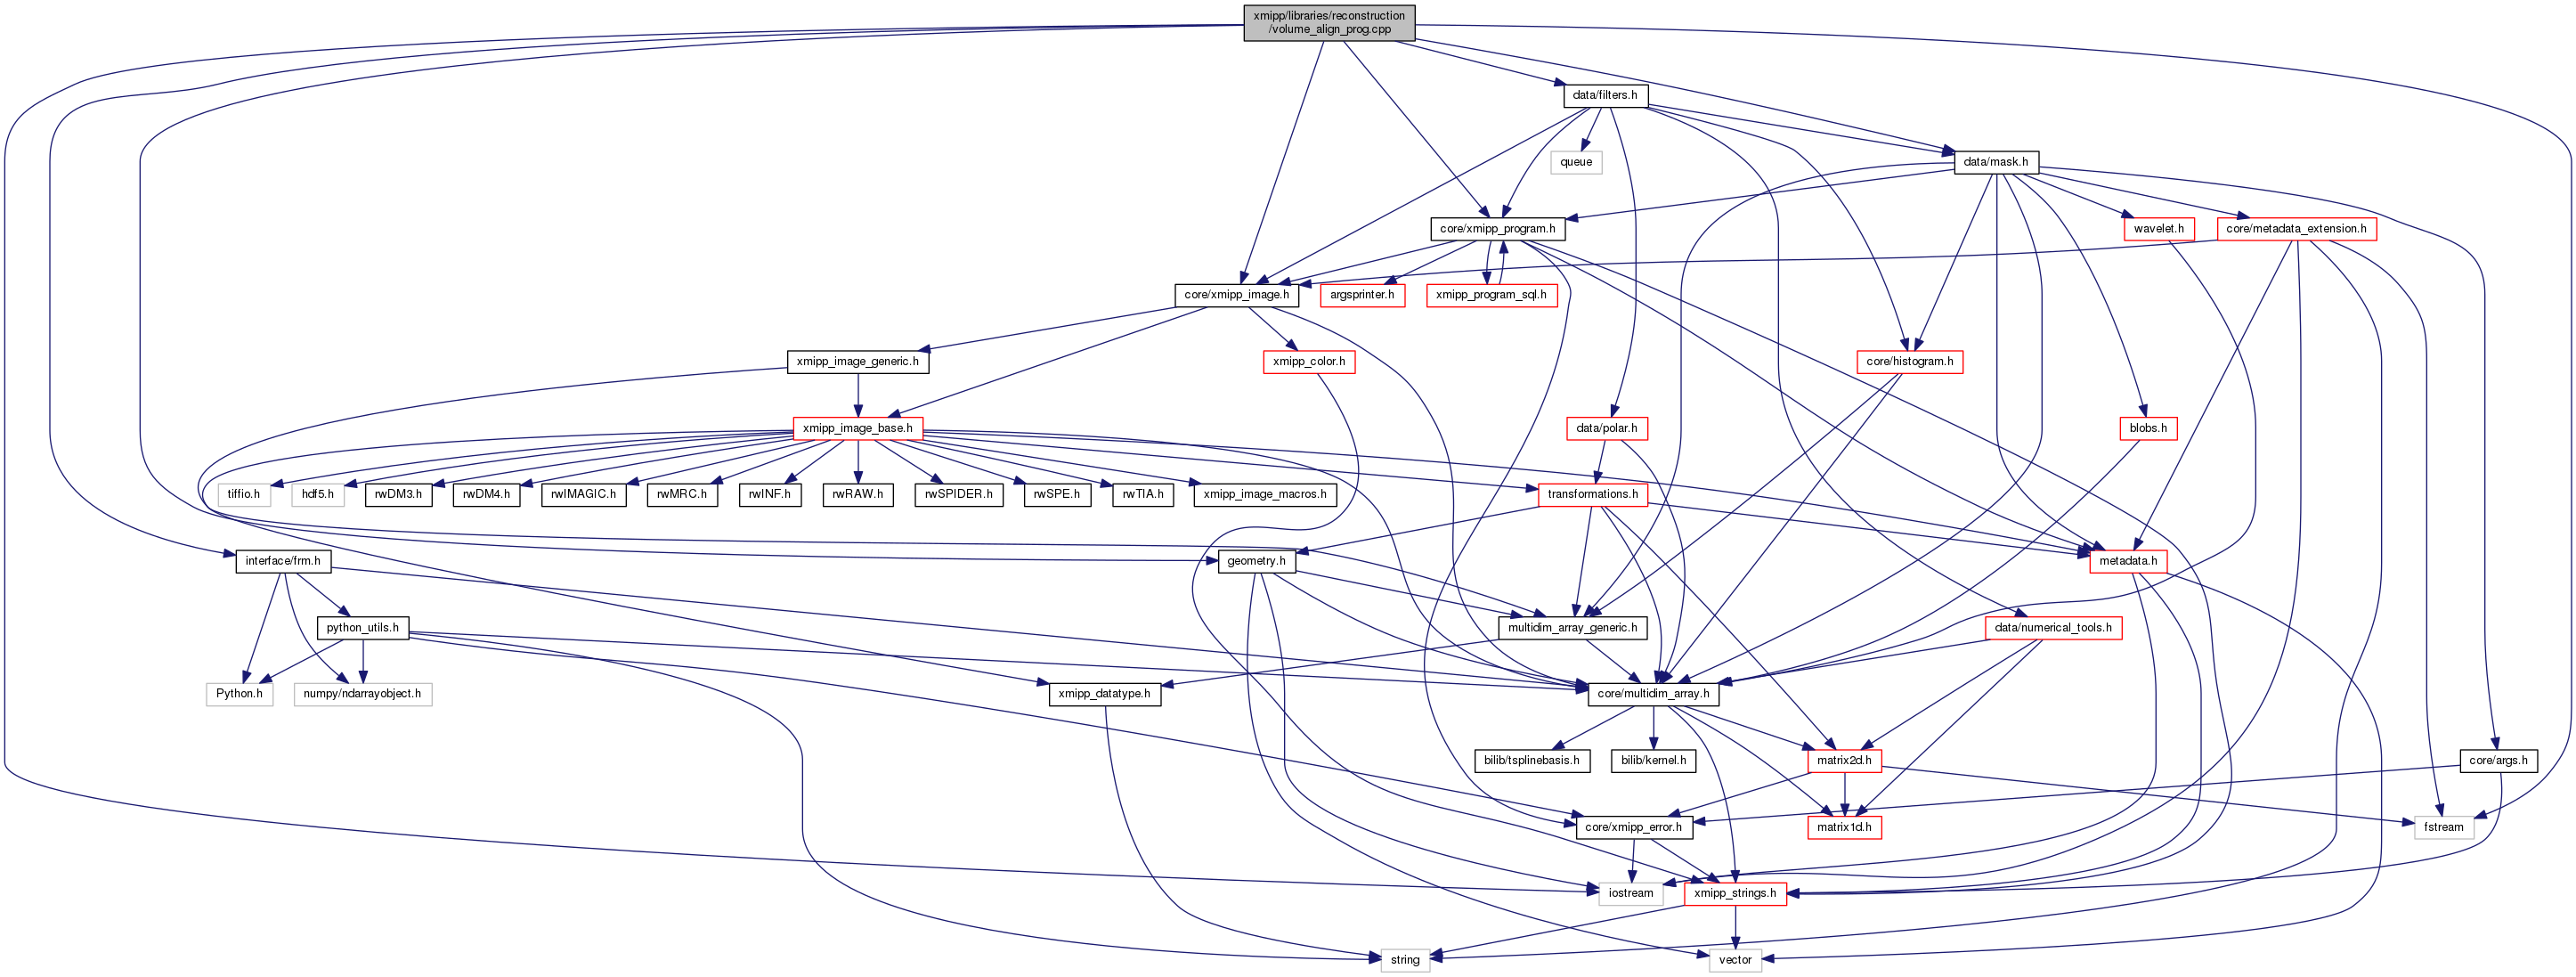 xmipp/libraries/reconstruction
/volume_align_prog.cpp
data/filters.h
queue
data/mask.h
core/xmipp_program.h
wavelet.h
core/metadata_extension.h
core/xmipp_image.h
argsprinter.h
xmipp_program_sql.h
xmipp_image_generic.h
xmipp_color.h
core/histogram.h
xmipp_image_base.h
data/polar.h
blobs.h
tiffio.h
hdf5.h
rwDM3.h
rwDM4.h
rwIMAGIC.h
rwMRC.h
rwINF.h
rwRAW.h
rwSPIDER.h
rwSPE.h
rwTIA.h
xmipp_image_macros.h
transformations.h
interface/frm.h
geometry.h
metadata.h
python_utils.h
multidim_array_generic.h
data/numerical_tools.h
Python.h
numpy/ndarrayobject.h
xmipp_datatype.h
core/multidim_array.h
bilib/tsplinebasis.h
bilib/kernel.h
matrix2d.h
core/args.h
core/xmipp_error.h
matrix1d.h
fstream
iostream
xmipp_strings.h
string
vector